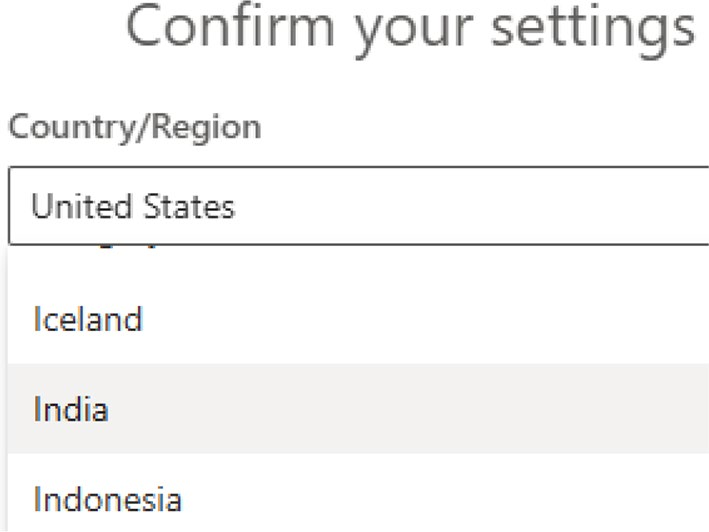 Confirm your settings
Country/Region
United States
Iceland
India
Indonesia